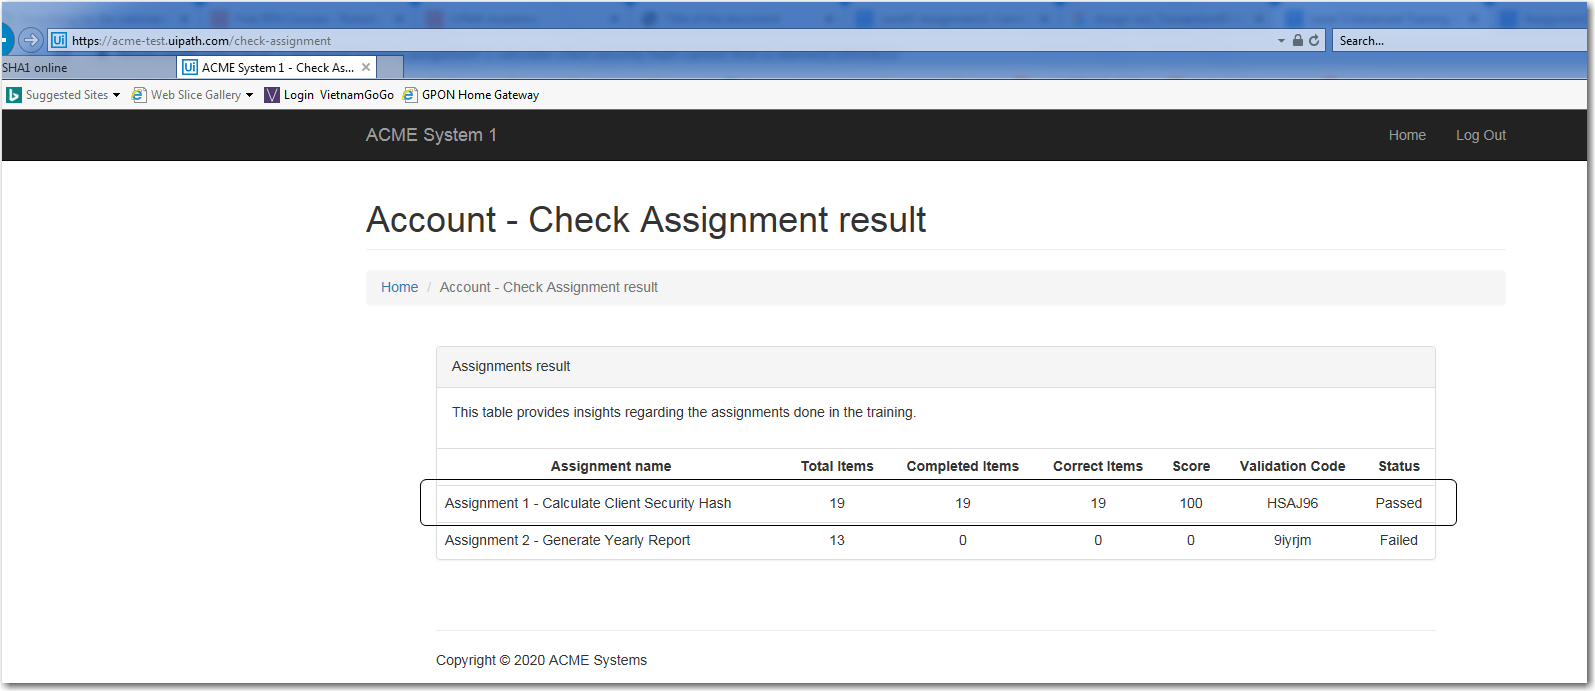 https://acme-test.uipath.com/check-assignment
Search...
SHA1 online
Ui ACME System 1 - Check As...
Suggested Sites Web Slice Gallery Login VietnamGoGo GPON Home Gateway
ACME System 1 Home Log Out
Account - Check Assignment result
Home / Account - Check Assignment result
Assignments result
This table provides insights regarding the assignments done in the training.
Assignment name Total Items Completed Items Correct Items Score Validation Code Status
Assignment 1 - Calculate Client Security Hash 19 19 19 100 HSAJ96 Passed
Assignment 2 - Generate Yearly Report 13 0 0 0 9iyrjm Failed
Copyright © 2020 ACME Systems